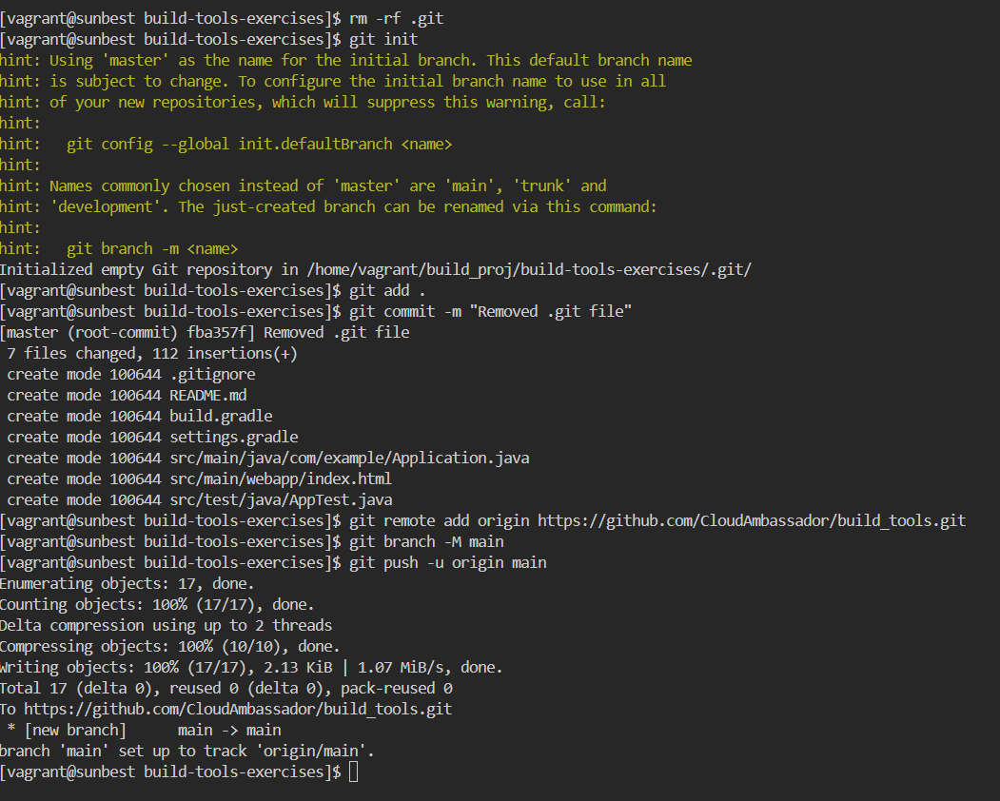 [vagrant@sunbest build-tools-exercises]$ rm -rf .git
[vagrant@sunbest build-tools-exercises]$ git init
hint: Using 'master' as the name for the initial branch. This default branch name
hint: is subject to change. To configure the initial branch name to use in all
hint: of your new repositories, which will suppress this warning, call:
hint:
hint:   git config --global init.defaultBranch <name>
hint:
hint: Names commonly chosen instead of 'master' are 'main', 'trunk' and
hint: 'development'. The just-created branch can be renamed via this command:
hint:
hint:   git branch -m <name>
Initialized empty Git repository in /home/vagrant/build_proj/build-tools-exercises/.git/
[vagrant@sunbest build-tools-exercises]$ git add .
[vagrant@sunbest build-tools-exercises]$ git commit -m "Removed .git file"
[master (root-commit) fba357f] Removed .git file
 7 files changed, 112 insertions(+)
 create mode 100644 .gitignore
 create mode 100644 README.md
 create mode 100644 build.gradle
 create mode 100644 settings.gradle
 create mode 100644 src/main/java/com/example/Application.java
 create mode 100644 src/main/webapp/index.html
 create mode 100644 src/test/java/AppTest.java
[vagrant@sunbest build-tools-exercises]$ git remote add origin https://github.com/CloudAmbassador/build_tools.git
[vagrant@sunbest build-tools-exercises]$ git branch -M main
[vagrant@sunbest build-tools-exercises]$ git push -u origin main
Enumerating objects: 17, done.
Counting objects: 100% (17/17), done.
Delta compression using up to 2 threads
Compressing objects: 100% (10/10), done.
Writing objects: 100% (17/17), 2.13 KiB | 1.07 MiB/s, done.
Total 17 (delta 0), reused 0 (delta 0), pack-reused 0
To https://github.com/CloudAmbassador/build_tools.git
 * [new branch]      main -> main
branch 'main' set up to track 'origin/main'.
[vagrant@sunbest build-tools-exercises]$